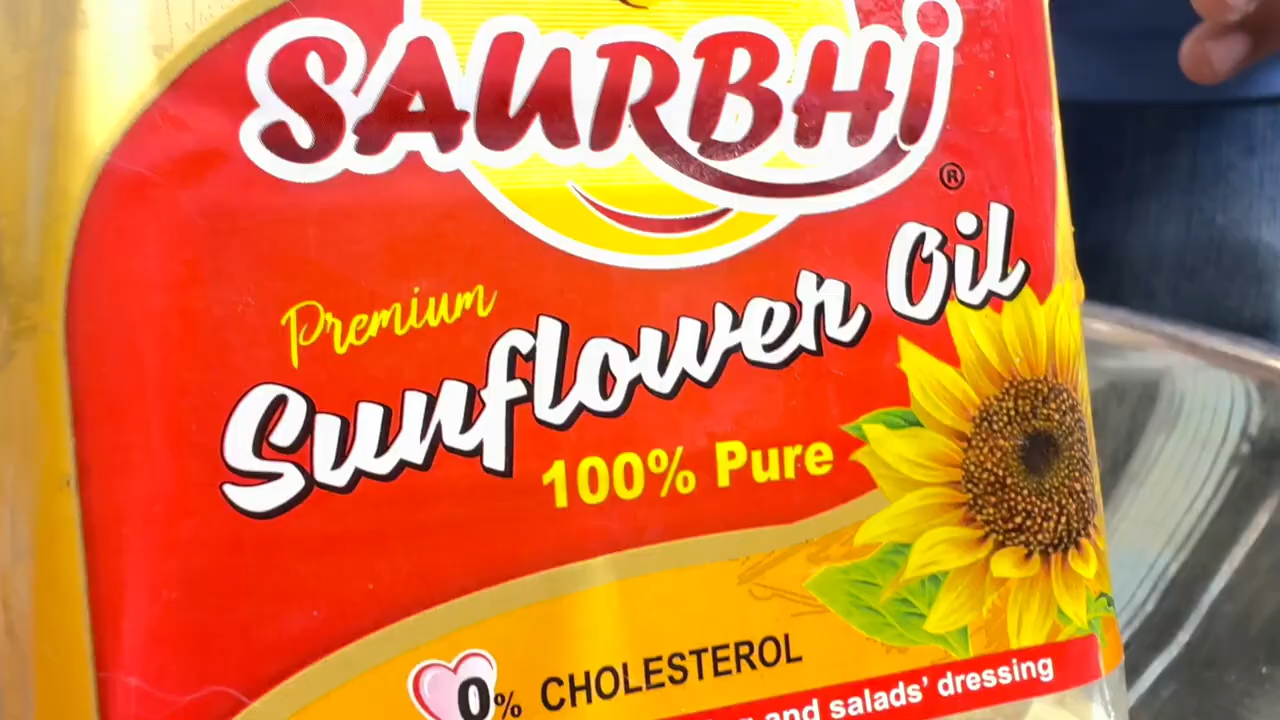 SAURBHi
®
Premium
Sunflower Oil
100% Pure
0% CHOLESTEROL
and salads' dressing